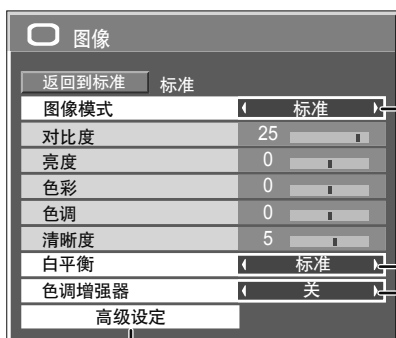 图像
返回到标准 标准
图像模式 标准
对比度 25
亮度 0
色彩 0
色调 0
清晰度 5
白平衡 标准
色调增强器 关
高级设定